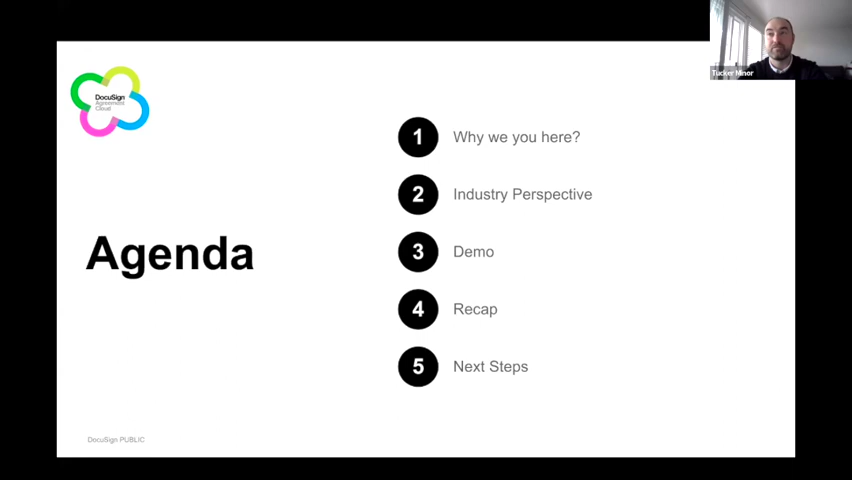 Tucker Minor
DocuSign
Agreement
Cloud
Agenda
1 Why we you here?
2 Industry Perspective
3 Demo
4 Recap
5 Next Steps
DocuSign PUBLIC